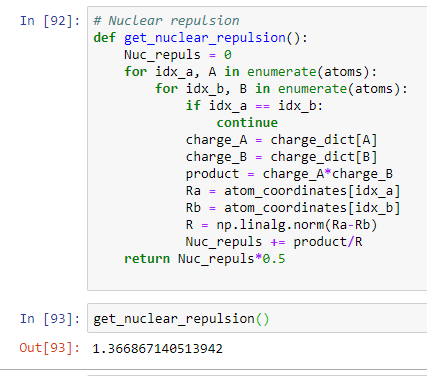 In [92]: # Nuclear repulsion
def get_nuclear_repulsion():
    Nuc_repuls = 0
    for idx_a, A in enumerate(atoms):
        for idx_b, B in enumerate(atoms):
            if idx_a == idx_b:
                continue
            charge_A = charge_dict[A]
            charge_B = charge_dict[B]
            product = charge_A*charge_B
            Ra = atom_coordinates[idx_a]
            Rb = atom_coordinates[idx_b]
            R = np.linalg.norm(Ra-Rb)
            Nuc_repuls += product/R
    return Nuc_repuls*0.5
In [93]: get_nuclear_repulsion()
Out[93]: 1.366867140513942